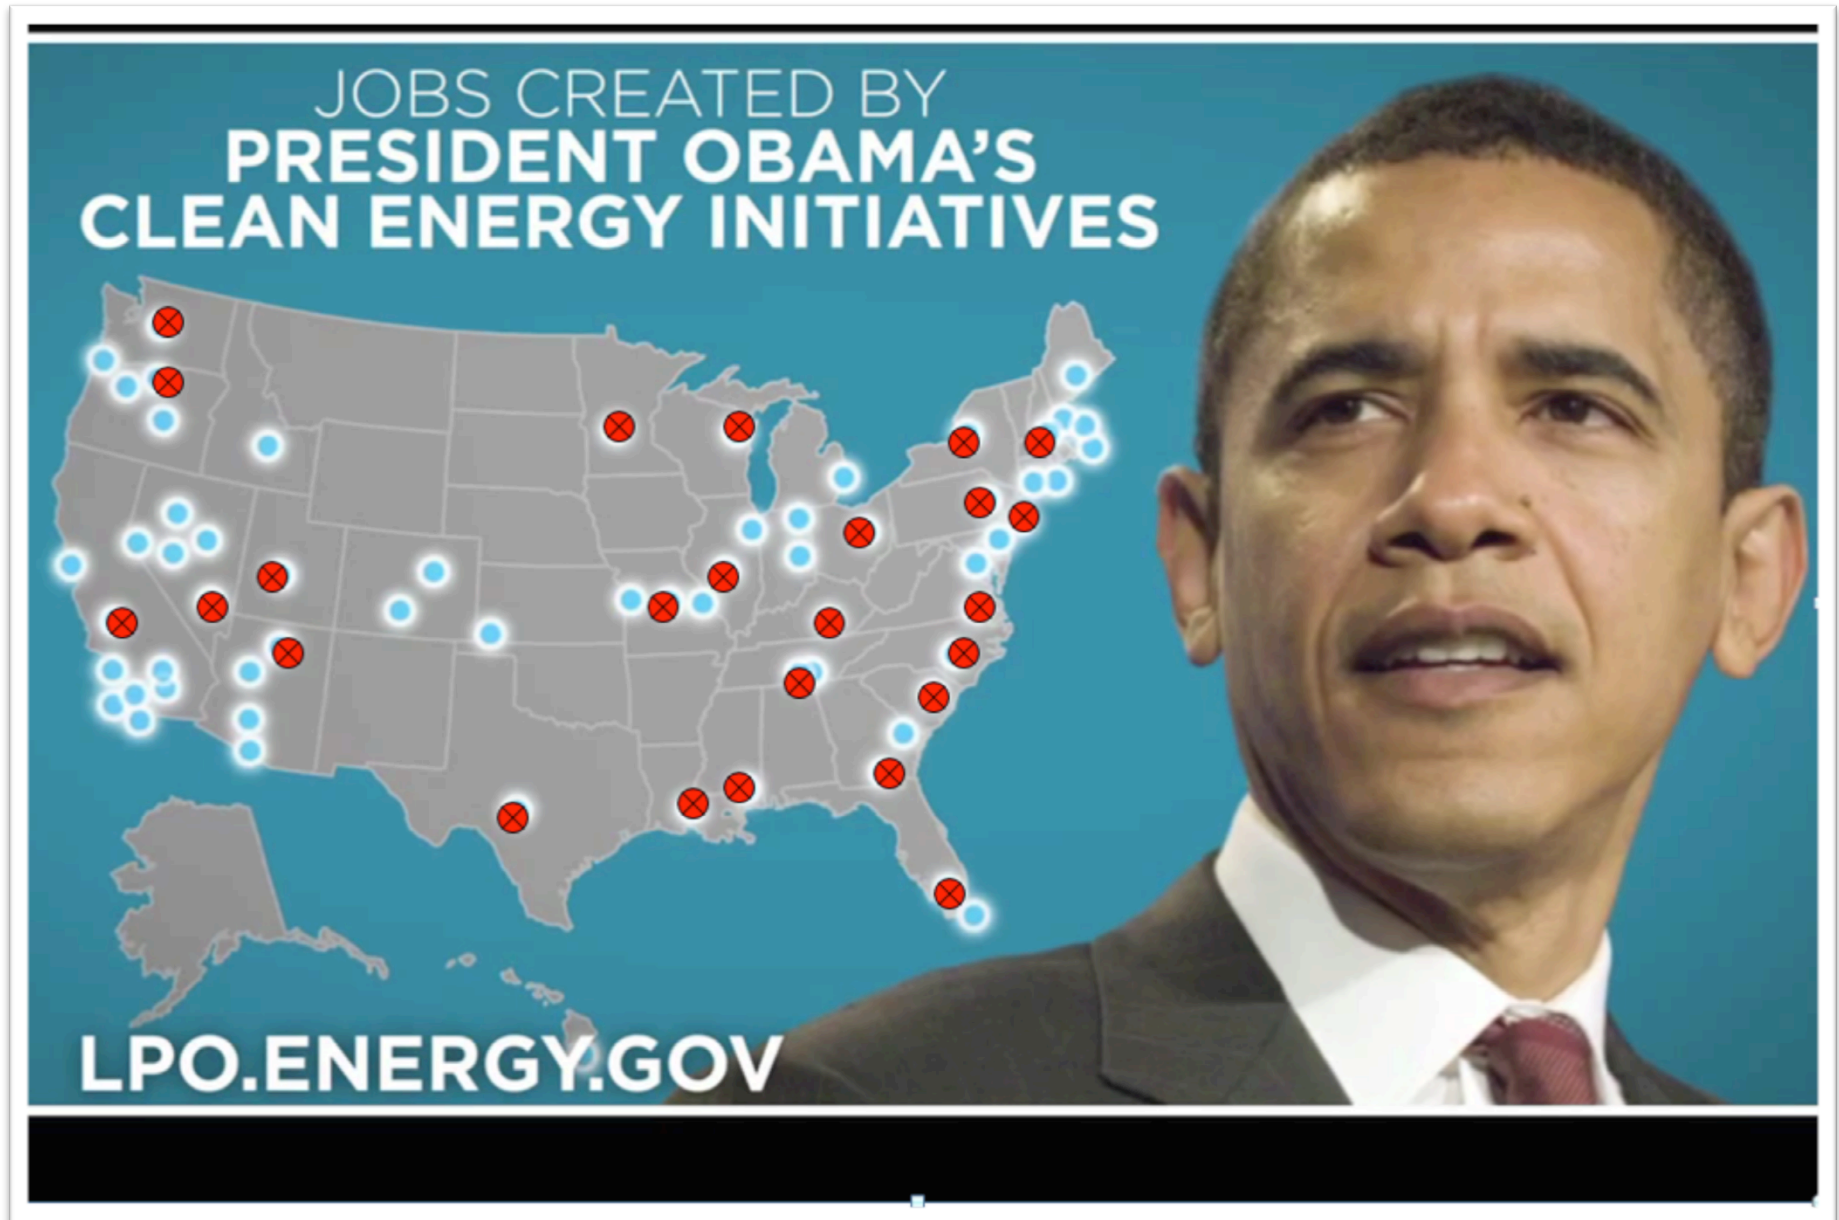 JOBS CREATED BY
PRESIDENT OBAMA'S
CLEAN ENERGY INITIATIVES
LPO.ENERGY.GOV